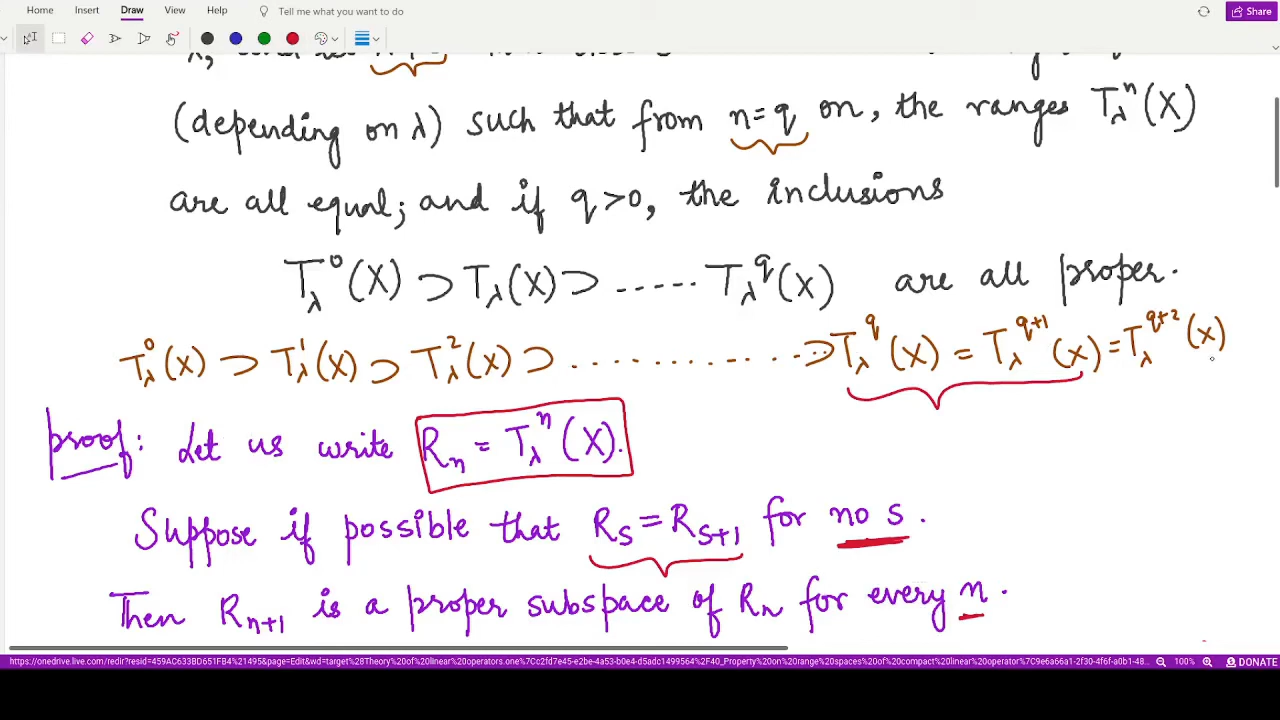 Home Insert Draw View Help Tell me what you want to do Share
(depending on λ) such that from n=q on, the ranges T_λ^n(X)
are all equal; and if q>0, the inclusions
T_λ^0(X) ⊃ T_λ(X) ⊃ ..... T_λ^q(X) are all proper.
T_λ^0(X) ⊃ T_λ^1(X) ⊃ T_λ^2(X) ⊃ ............... ⊃ T_λ^q(X) = T_λ^{q+1}(X) = T_λ^{q+2}(X)
proof: Let us write R_n = T_λ^n(X).
Suppose if possible that R_s = R_{s+1} for no s.
Then R_{n+1} is a proper subspace of R_n for every n.
100% DONATE